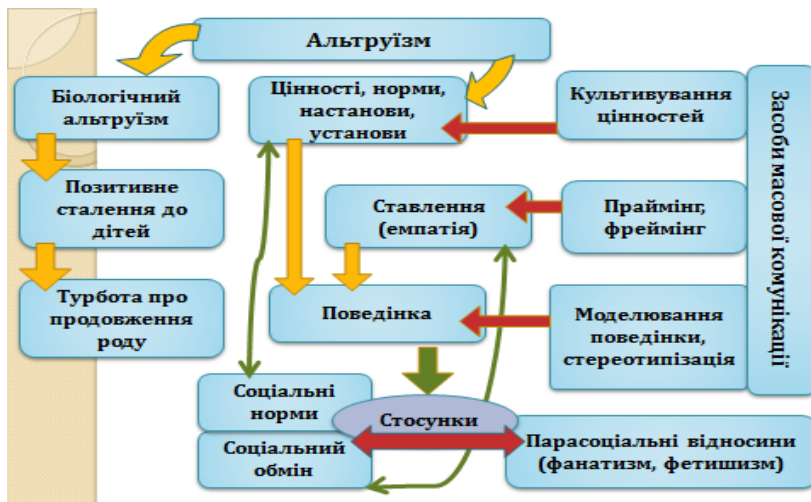 Альтруїзм
Біологічний
альтруїзм
Цінності, норми,
настанови,
установи
Культивування
цінностей
Засоби масової комунікації
Позитивне
сталення до
дітей
Ставлення
(емпатія)
Праймінг,
фреймінг
Турбота про
продовження
роду
Поведінка
Моделювання
поведінки,
стереотипізація
Соціальні
норми
Стосунки
Соціальний
обмін
Парасоціальні відносини
(фанатизм, фетишизм)